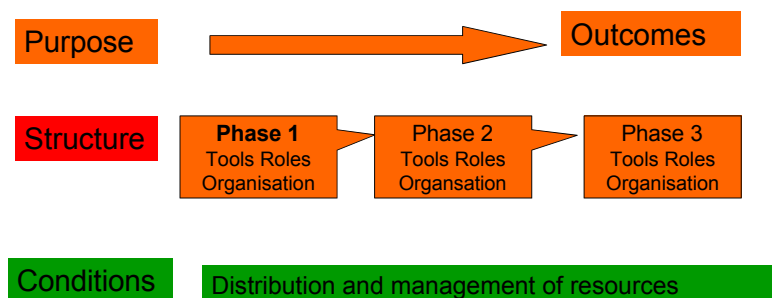 Purpose
Outcomes
Structure
Phase 1
Tools Roles
Organisation
Phase 2
Tools Roles
Organsation
Phase 3
Tools Roles
Organisation
Conditions
Distribution and management of resources